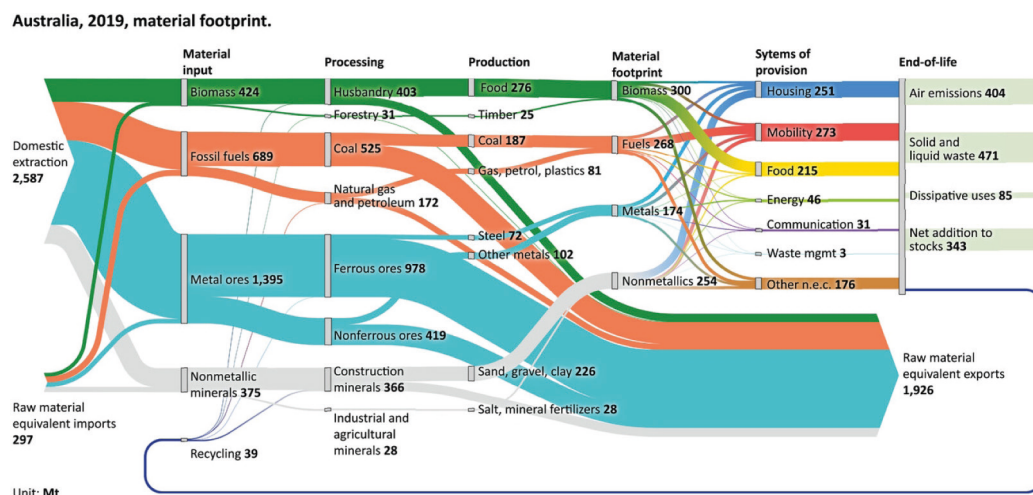 Australia, 2019, material footprint.
Material
input
Processing
Production
Material
footprint
Sytems of
provision
End-of-life
Domestic
extraction
2,587
Raw material
equivalent imports
297
Biomass 424
Fossil fuels 689
Metal ores 1,395
Nonmetallic
minerals 375
Recycling 39
Husbandry 403
Forestry 31
Coal 525
Natural gas
and petroleum 172
Ferrous ores 978
Nonferrous ores 419
Construction
minerals 366
Industrial and
agricultural
minerals 28
Food 276
Timber 25
Coal 187
Gas, petrol, plastics 81
Steel 72
Other metals 102
Sand, gravel, clay 226
Salt, mineral fertilizers 28
Biomass 300
Fuels 268
Metals 174
Nonmetallics 254
Housing 251
Mobility 273
Food 215
Energy 46
Communication 31
Waste mgmt 3
Other n.e.c. 176
Air emissions 404
Solid and
liquid waste 471
Dissipative uses 85
Net addition to
stocks 343
Raw material
equivalent exports
1,926
Unit: Mt